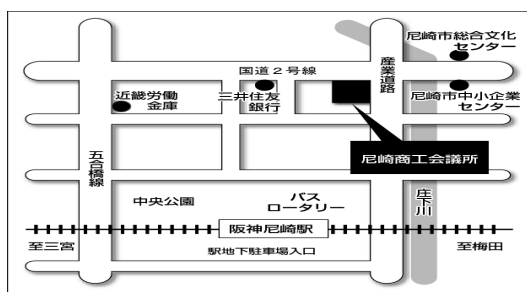 尼崎市総合文化
センター
産業道路
国道2号線
近畿労働
金庫
三井住友
銀行
尼崎市中小企業
センター
尼崎商工会議所
五合橋線
中央公園
バス
ロータリー
庄下川
阪神尼崎駅
至三宮
至梅田
駅地下駐車場入口